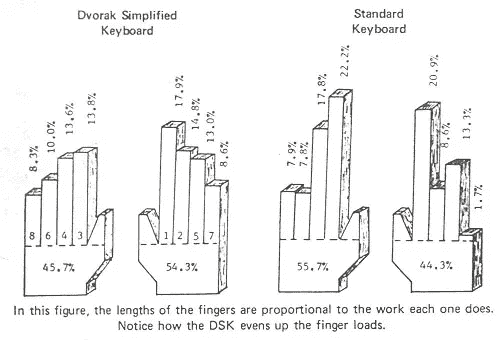 Dvorak Simplified
Keyboard
Standard
Keyboard
8.3%
10.0%
13.6%
13.8%
17.9%
14.8%
13.0%
8.6%
7.9%
7.8%
17.8%
22.2%
20.9%
8.6%
13.3%
1.7%
8 6 4 3
1 2 5 7
45.7%
54.3%
55.7%
44.3%
In this figure, the lengths of the fingers are proportional to the work each one does.
Notice how the DSK evens up the finger loads.